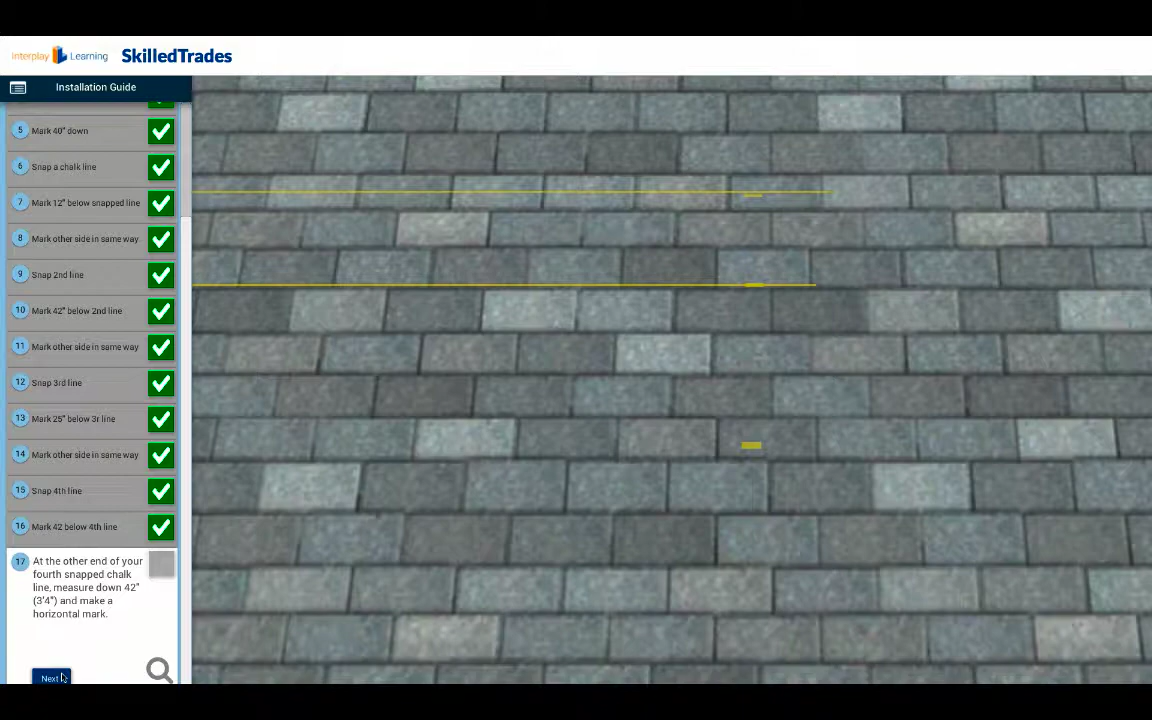 Interplay Learning SkilledTrades
Installation Guide
5 Mark 40" down
6 Snap a chalk line
7 Mark 12" below snapped line
8 Mark other side in same way
9 Snap 2nd line
10 Mark 42" below 2nd line
11 Mark other side in same way
12 Snap 3rd line
13 Mark 25" below 3r line
14 Mark other side in same way
15 Snap 4th line
16 Mark 42 below 4th line
17 At the other end of your
fourth snapped chalk
line, measure down 42"
(3'4") and make a
horizontal mark.
Next